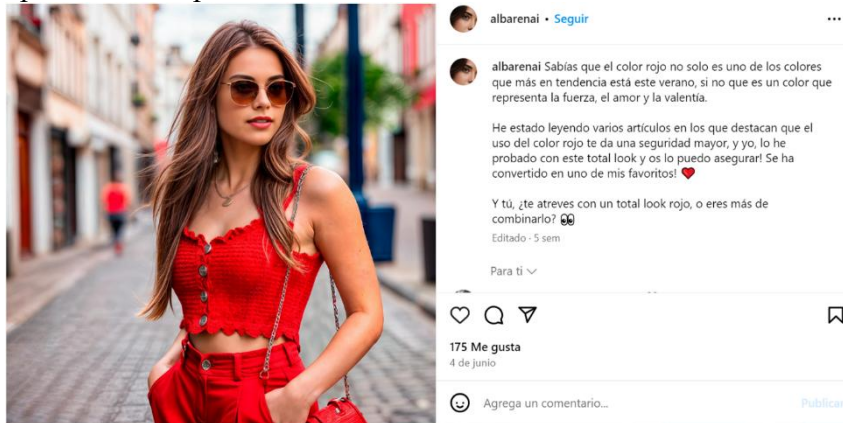 albarenai • Seguir
albarenai Sabías que el color rojo no solo es uno de los colores
que más en tendencia está este verano, si no que es un color que
representa la fuerza, el amor y la valentía.
He estado leyendo varios artículos en los que destacan que el
uso del color rojo te da una seguridad mayor, y yo, lo he
probado con este total look y os lo puedo asegurar! Se ha
convertido en uno de mis favoritos! ❤️
Y tú, ¿te atreves con un total look rojo, o eres más de
combinarlo? 👀
Editado · 5 sem
Para ti
175 Me gusta
4 de junio
Agrega un comentario...
Publicar